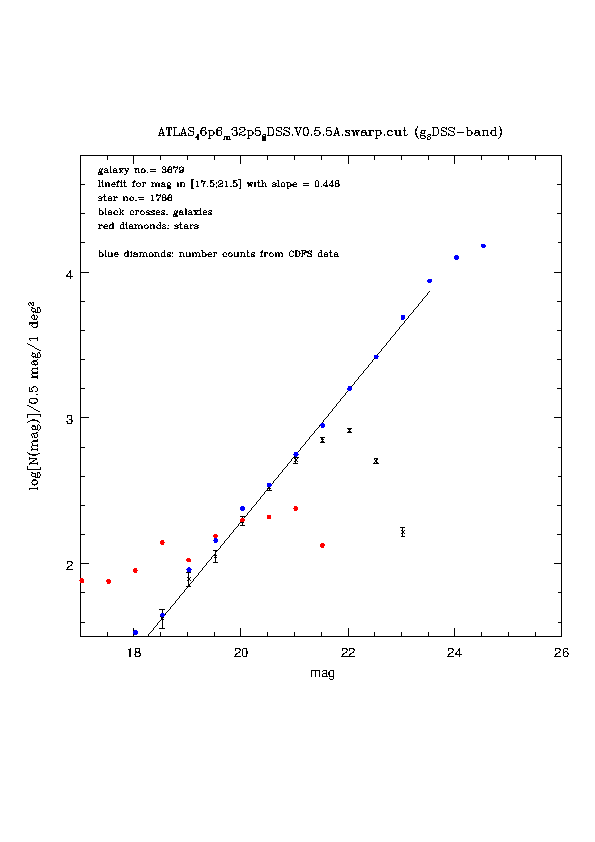 ATLAS_46p6_m32p5_gDSS.V0.5.5A.swarp.cut (g_SDSS-band)
galaxy no.= 3679
linefit for mag in [17.5;21.5] with slope = 0.446
star no.= 1786
black crosses: galaxies
red diamonds: stars
blue diamonds: number counts from CDFS data
log[N(mag)]/0.5 mag/1 deg²
4
3
2
18 20 22 24 26
mag